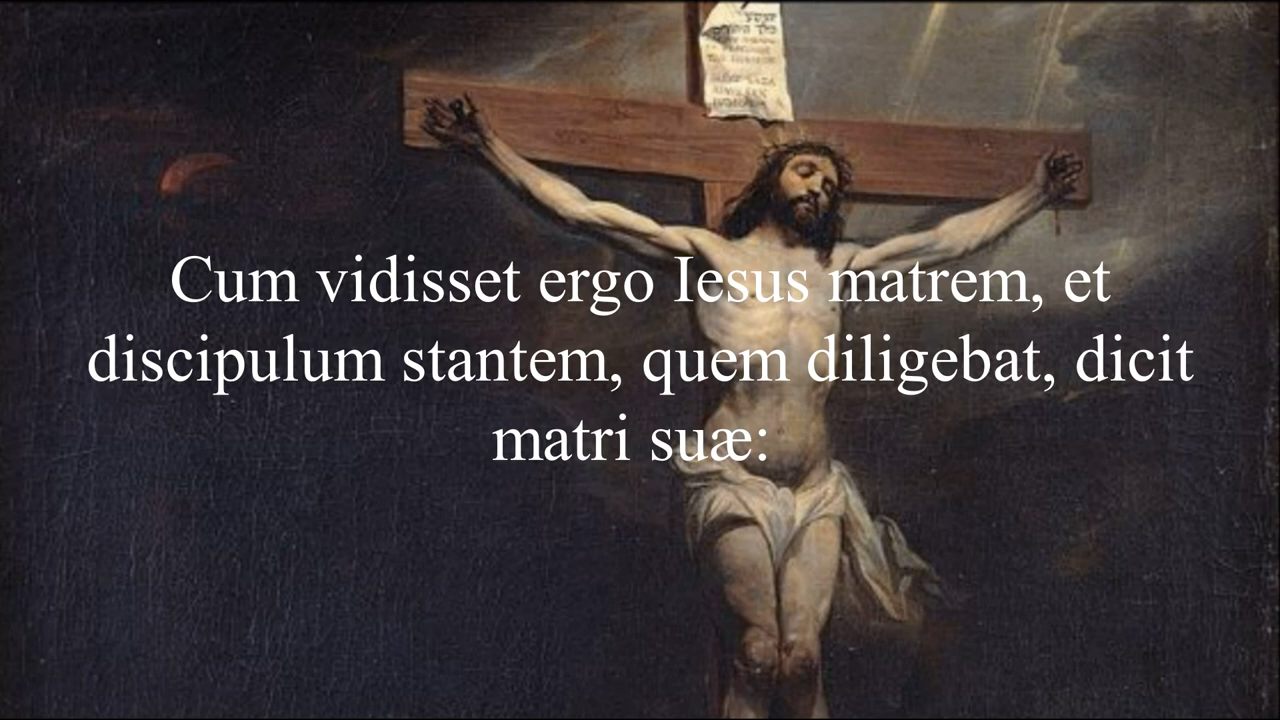 Cum vidisset ergo Iesus matrem, et
discipulum stantem, quem diligebat, dicit
matri suæ: